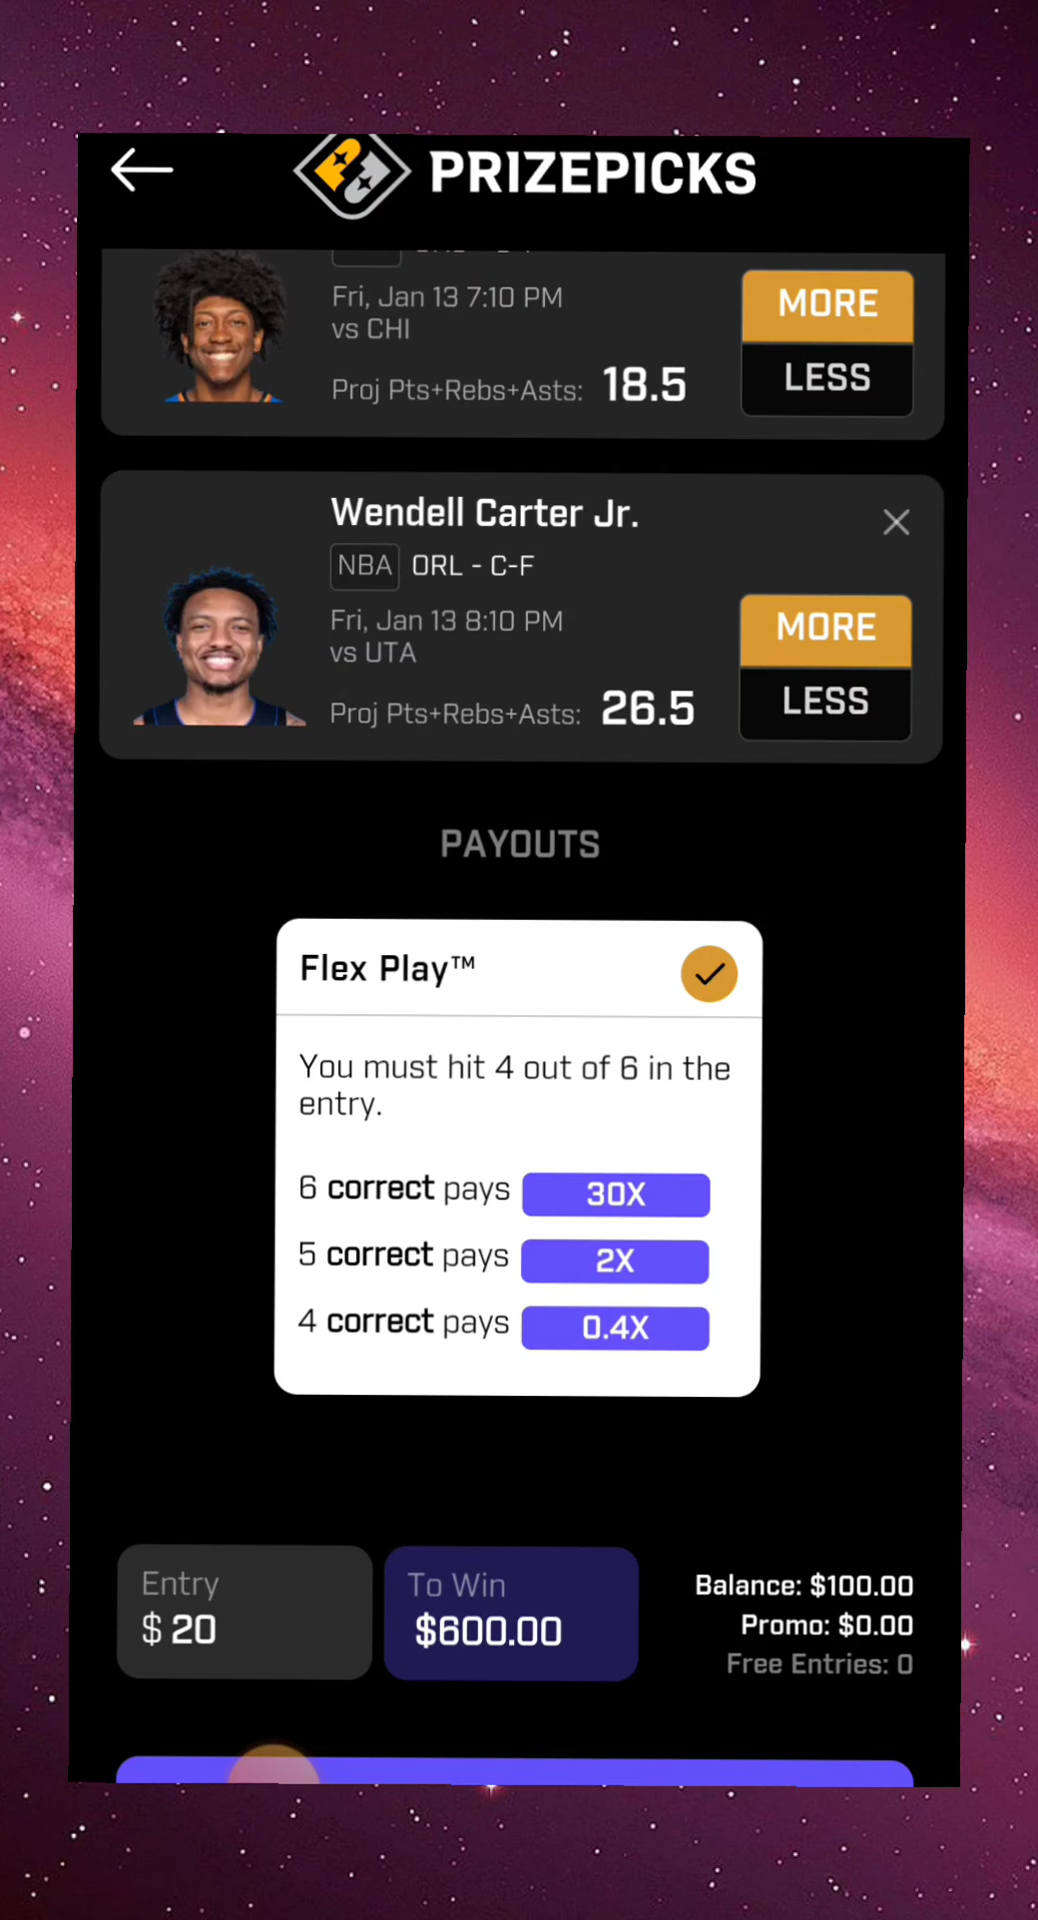 PRIZEPICKS
Fri, Jan 13 7:10 PM
vs CHI
Proj Pts+Rebs+Asts: 18.5
MORE
LESS
Wendell Carter Jr.
NBA ORL - C-F
Fri, Jan 13 8:10 PM
vs UTA
Proj Pts+Rebs+Asts: 26.5
MORE
LESS
PAYOUTS
Flex Play™
You must hit 4 out of 6 in the
entry.
6 correct pays 30X
5 correct pays 2X
4 correct pays 0.4X
Entry
$ 20
To Win
$600.00
Balance: $100.00
Promo: $0.00
Free Entries: 0